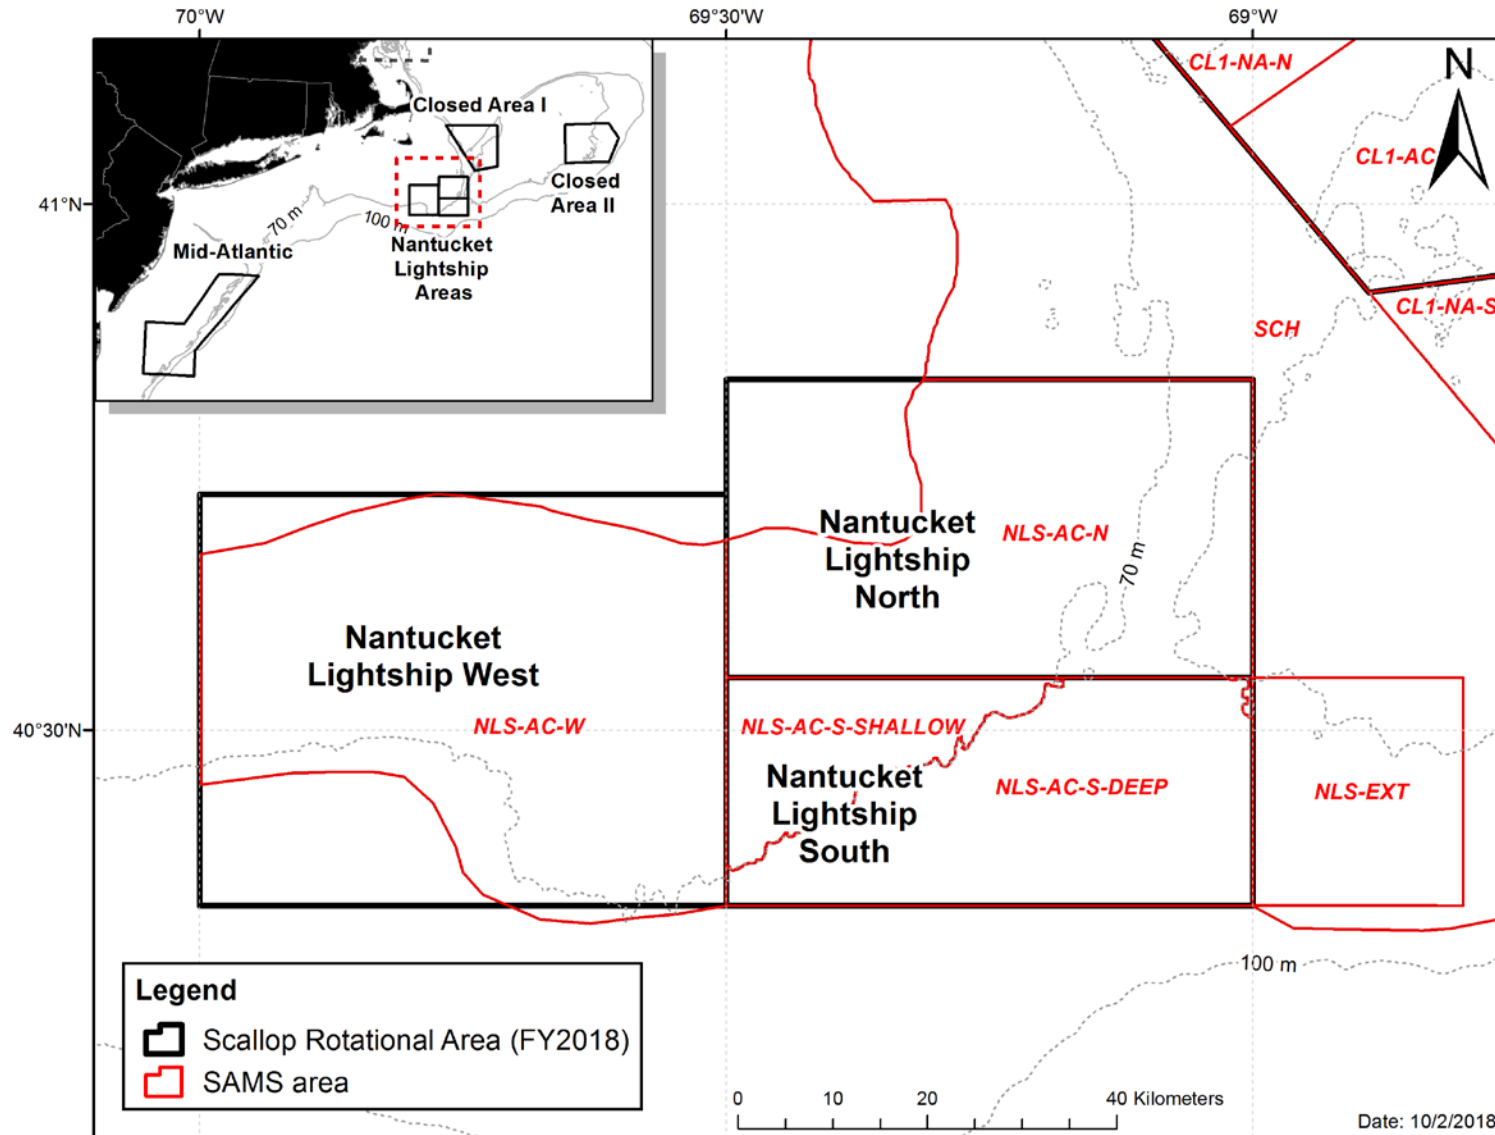 70°W
69°30'W
69°W
41°N
40°30'N
Closed Area I
Closed
Area II
70 m
100 m
Mid-Atlantic
Nantucket
Lightship
Areas
CL1-NA-N
N
CL1-AC
CL1-NA-S
SCH
Nantucket
Lightship
North
NLS-AC-N
70 m
Nantucket
Lightship West
NLS-AC-W
NLS-AC-S-SHALLOW
Nantucket
Lightship
South
NLS-AC-S-DEEP
NLS-EXT
100 m
Legend
Scallop Rotational Area (FY2018)
SAMS area
0 10 20 40 Kilometers
Date: 10/2/2018